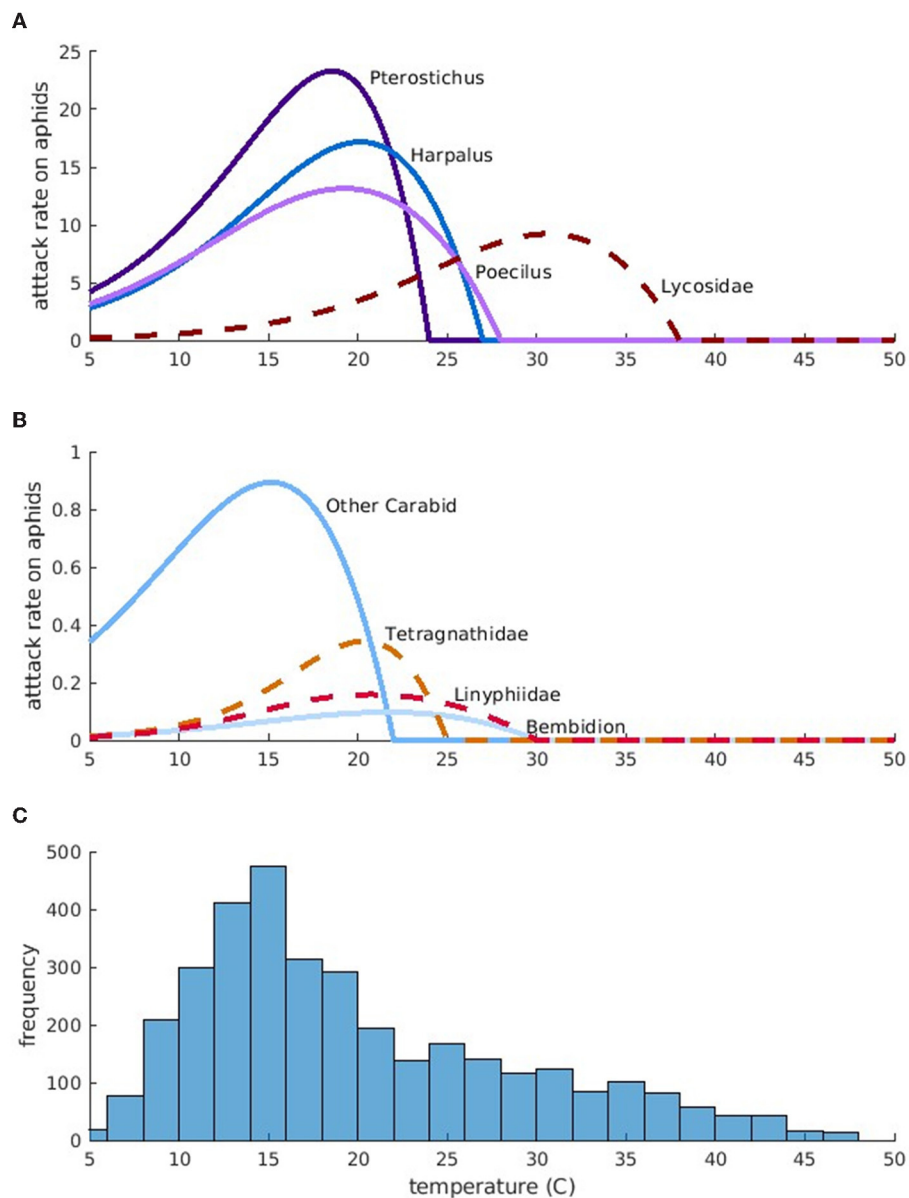 A
25
20
15
10
5
0
atttack rate on aphids
Pterostichus
Harpalus
Poecilus
Lycosidae
5 10 15 20 25 30 35 40 45 50
B
1
0.8
0.6
0.4
0.2
0
atttack rate on aphids
Other Carabid
Tetragnathidae
Linyphiidae
Bembidion
5 10 15 20 25 30 35 40 45 50
C
500
400
300
200
100
0
frequency
5 10 15 20 25 30 35 40 45 50
temperature (C)